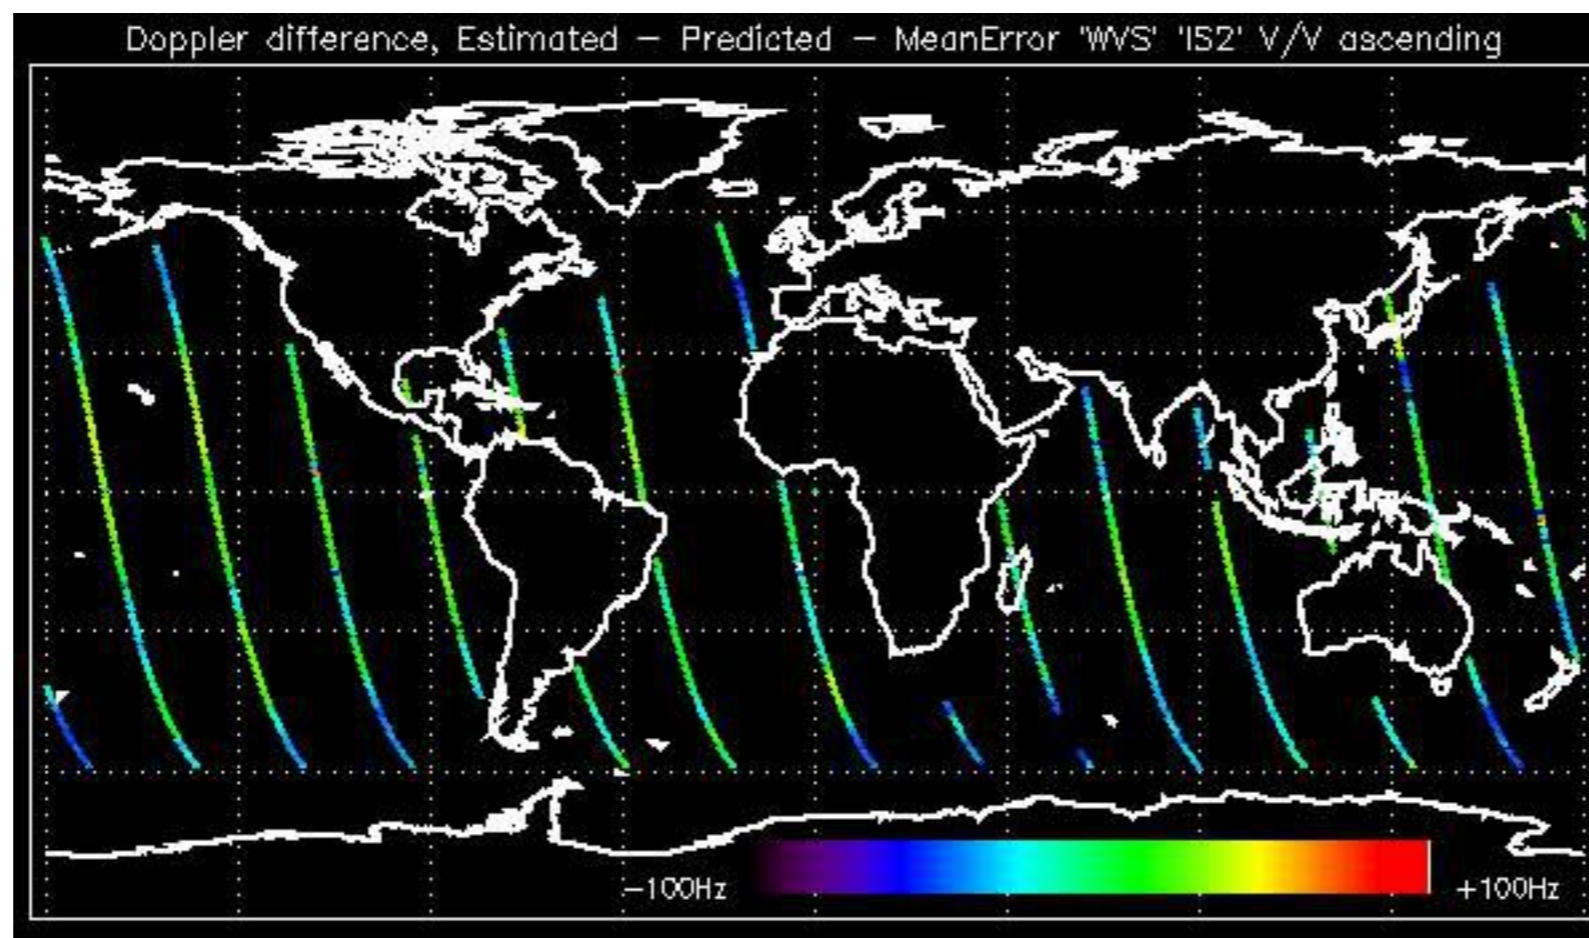 Doppler difference, Estimated – Predicted – MeanError 'WVS' 'IS2' V/V ascending
–100Hz
+100Hz